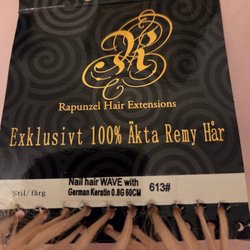 R
Rapunzel Hair Extensions
Exklusivt 100% Äkta Remy Hår
Stil/färg
Nail hair WAVE with
German Keratin 0.8G 60CM
613#